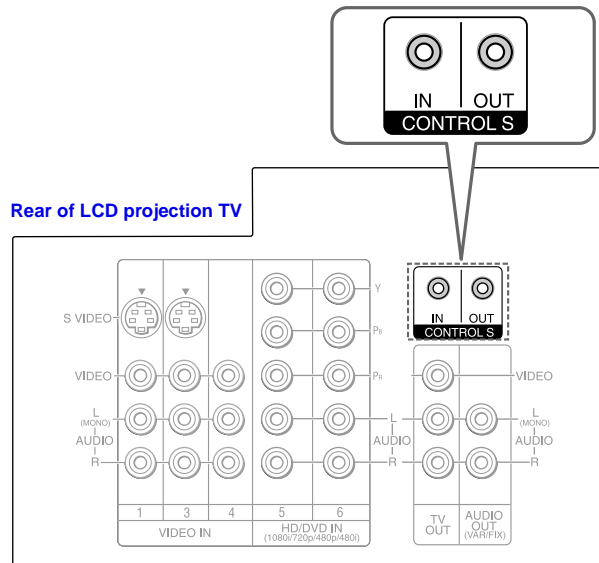 IN OUT
CONTROL S
Rear of LCD projection TV
S VIDEO
VIDEO
L
(MONO)
AUDIO
R
Y
PB
PR
L
AUDIO
R
1 3 4 5 6
VIDEO IN
HD/DVD IN
(1080i/720p/480p/480i)
IN OUT
CONTROL S
VIDEO
L
(MONO)
AUDIO
R
TV
OUT
AUDIO
OUT
(VAR/FIX)